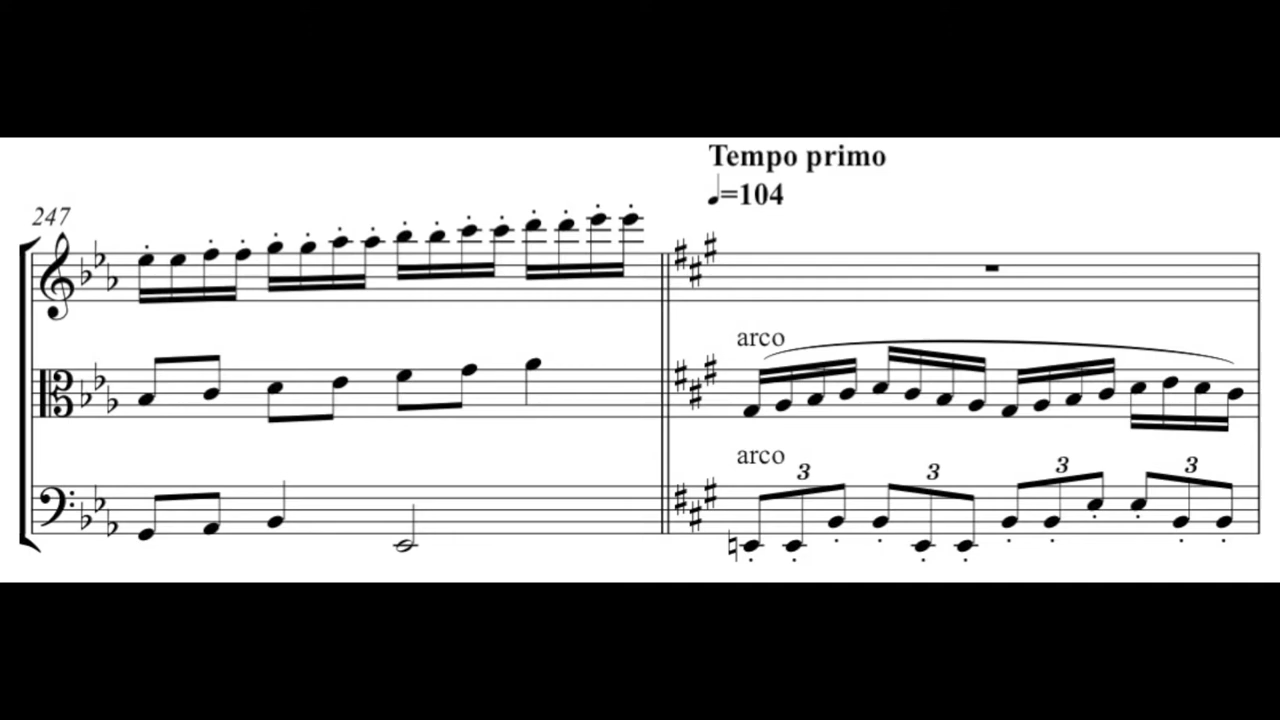 Tempo primo
♩=104
247
arco
arco
3 3 3 3